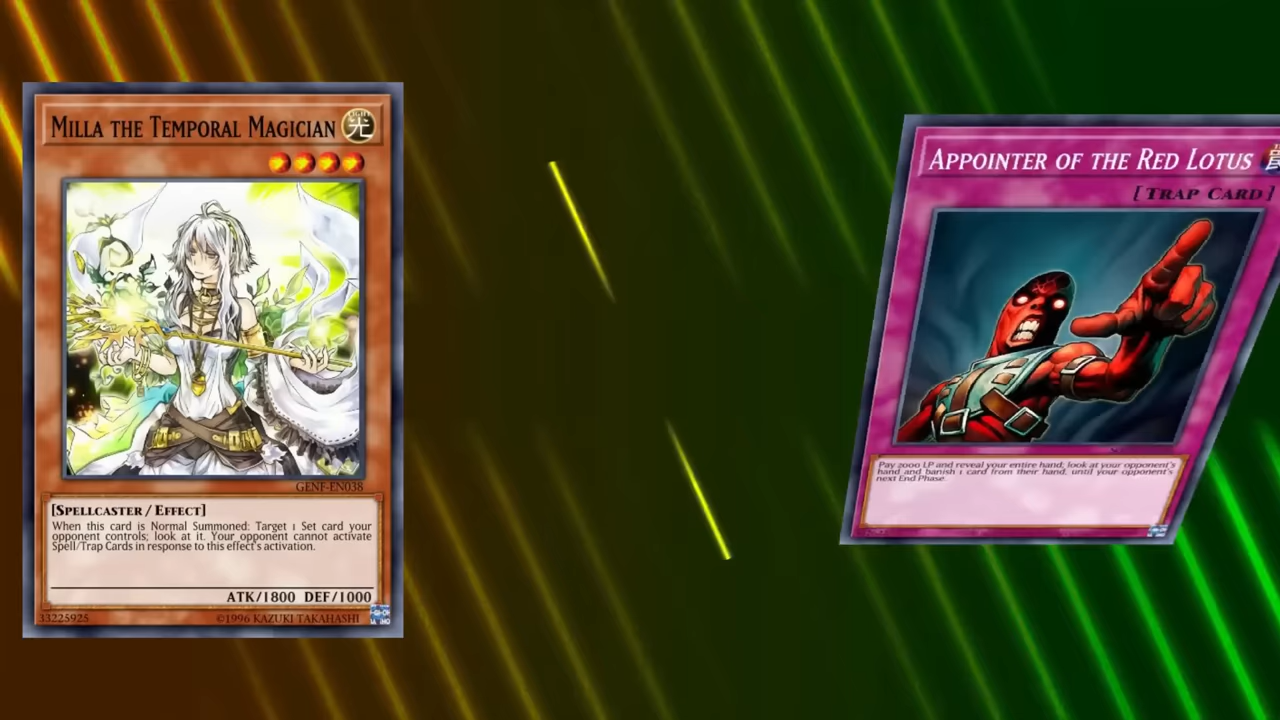 MILLA THE TEMPORAL MAGICIAN
光
GENF-EN038
[SPELLCASTER / EFFECT]
When this card is Normal Summoned: Target 1 Set card your
opponent controls; look at it. Your opponent cannot activate
Spell/Trap Cards in response to this effect's activation.
ATK/1800 DEF/1000
33225925
©1996 KAZUKI TAKAHASHI
APPOINTER OF THE RED LOTUS
[TRAP CARD]
Pay 2000 LP and reveal your entire hand; look at your opponent's
hand and banish 1 card from their hand, until your opponent's
next End Phase.